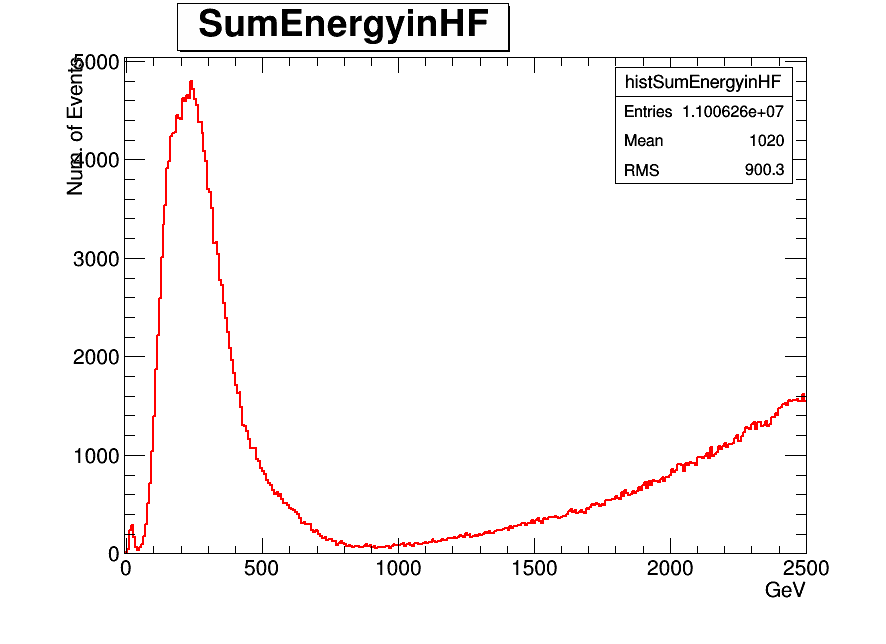 SumEnergyinHF
histSumEnergyinHF
Entries 1.100626e+07
Mean 1020
RMS 900.3
Num. of Events
5000
4000
3000
2000
1000
0
0 500 1000 1500 2000 2500
GeV